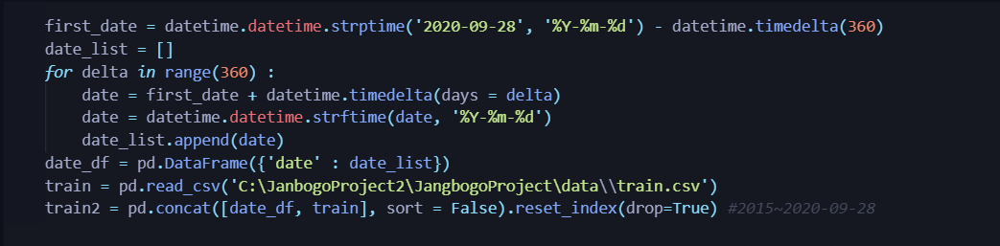 first_date = datetime.datetime.strptime('2020-09-28', '%Y-%m-%d') - datetime.timedelta(360)
date_list = []
for delta in range(360) :
    date = first_date + datetime.timedelta(days = delta)
    date = datetime.datetime.strftime(date, '%Y-%m-%d')
    date_list.append(date)
date_df = pd.DataFrame({'date' : date_list})
train = pd.read_csv('C:\JanbogoProject2\JangbogoProject\data\\train.csv')
train2 = pd.concat([date_df, train], sort = False).reset_index(drop=True) #2015~2020-09-28